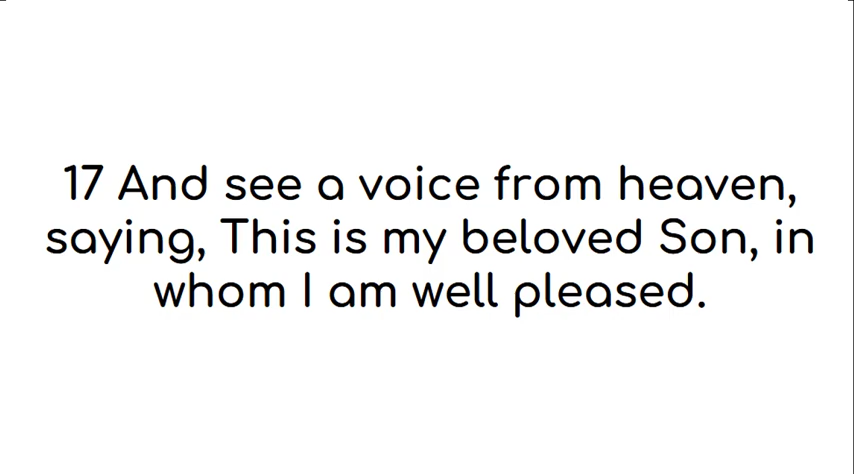 17 And see a voice from heaven,
saying, This is my beloved Son, in
whom I am well pleased.